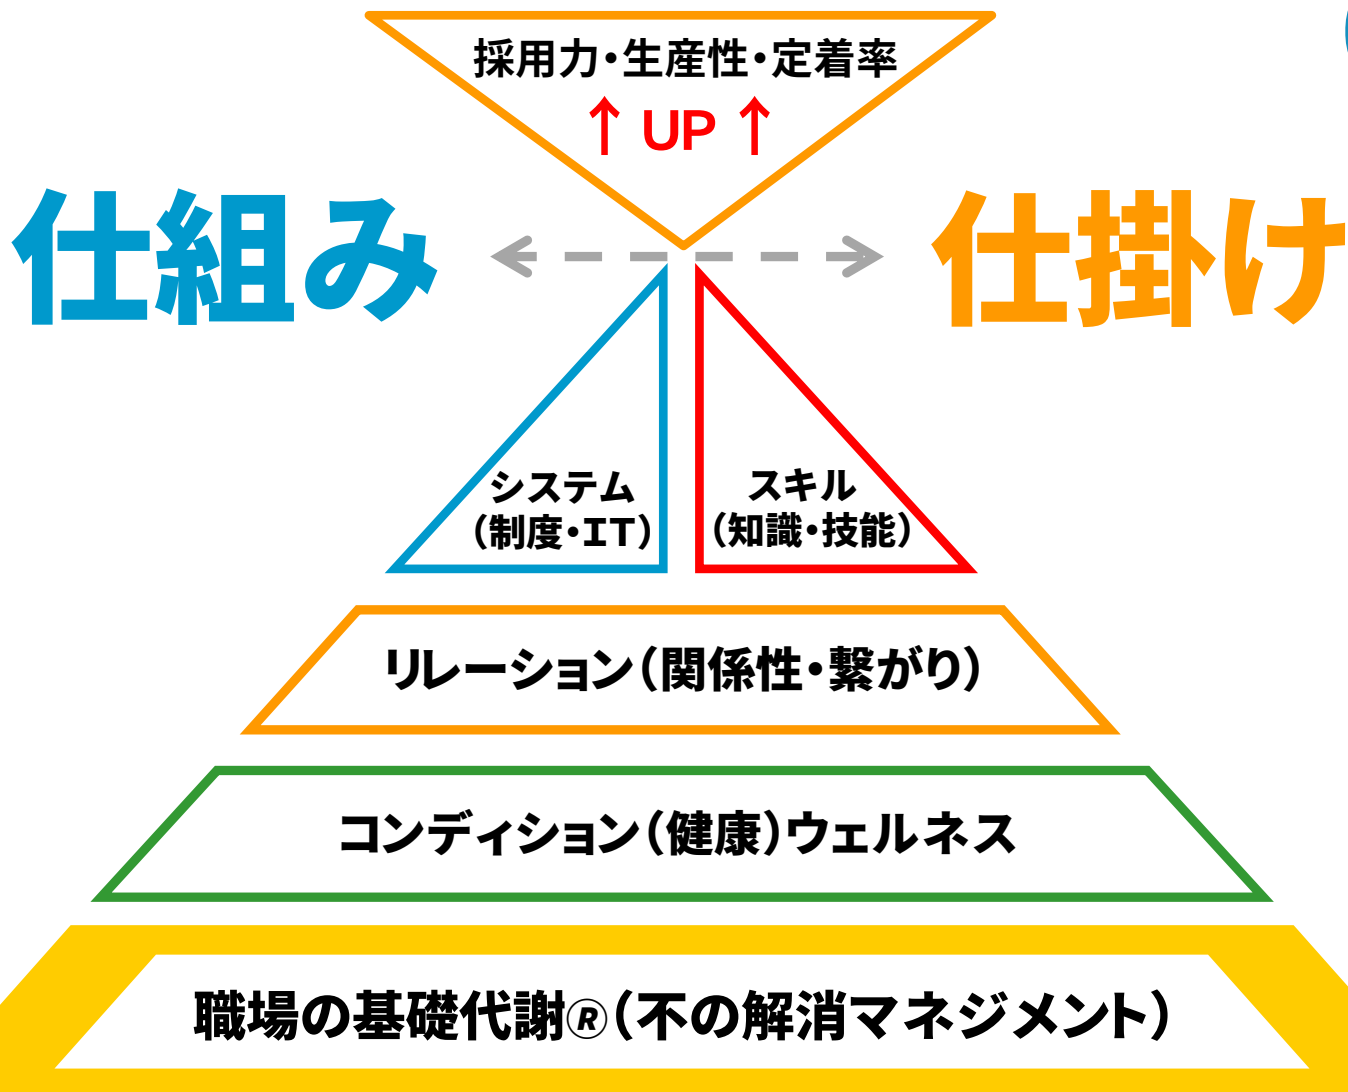 採用力・生産性・定着率
↑ UP ↑
仕組み
仕掛け
システム
（制度・IT）
スキル
（知識・技能）
リレーション（関係性・繋がり）
コンディション（健康）ウェルネス
職場の基礎代謝®（不の解消マネジメント）